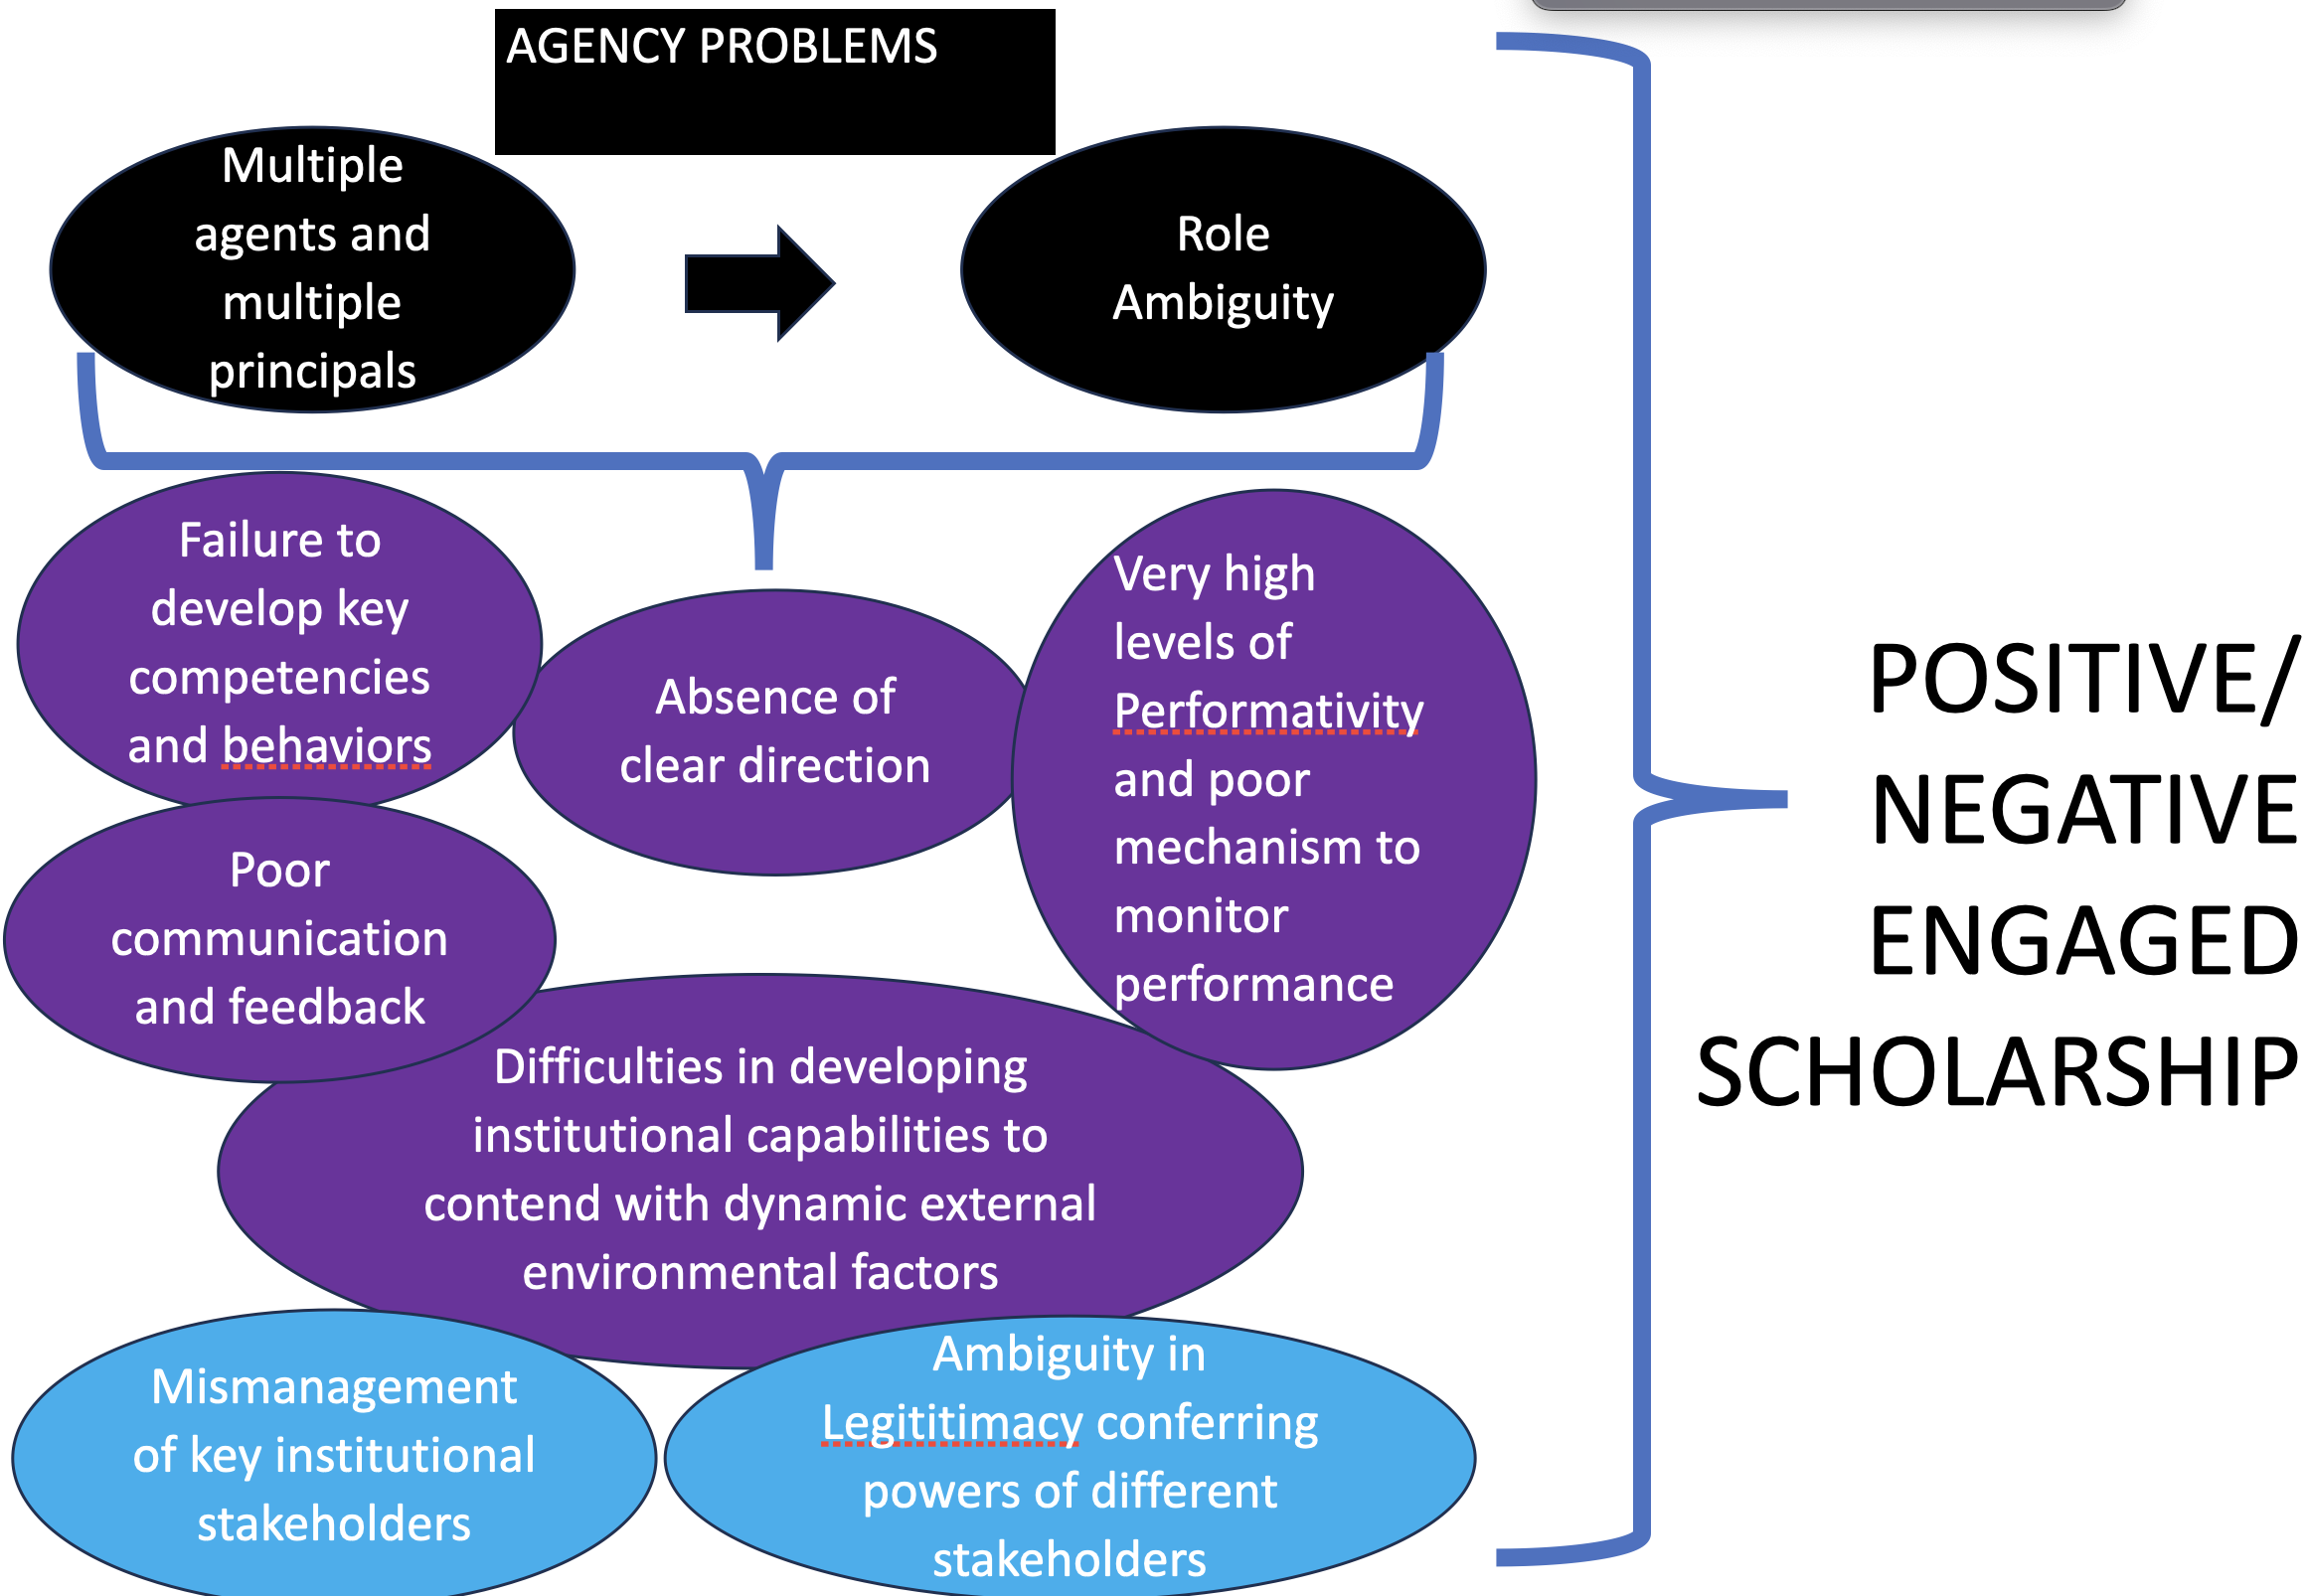 AGENCY PROBLEMS
Multiple
agents and
multiple
principals
Role
Ambiguity
Failure to
develop key
competencies
and behaviors
Absence of
clear direction
Very high
levels of
Performativity
and poor
mechanism to
monitor
performance
Poor
communication
and feedback
Difficulties in developing
institutional capabilities to
contend with dynamic external
environmental factors
Mismanagement
of key institutional
stakeholders
Ambiguity in
Legititimacy conferring
powers of different
stakeholders
POSITIVE/
NEGATIVE
ENGAGED
SCHOLARSHIP